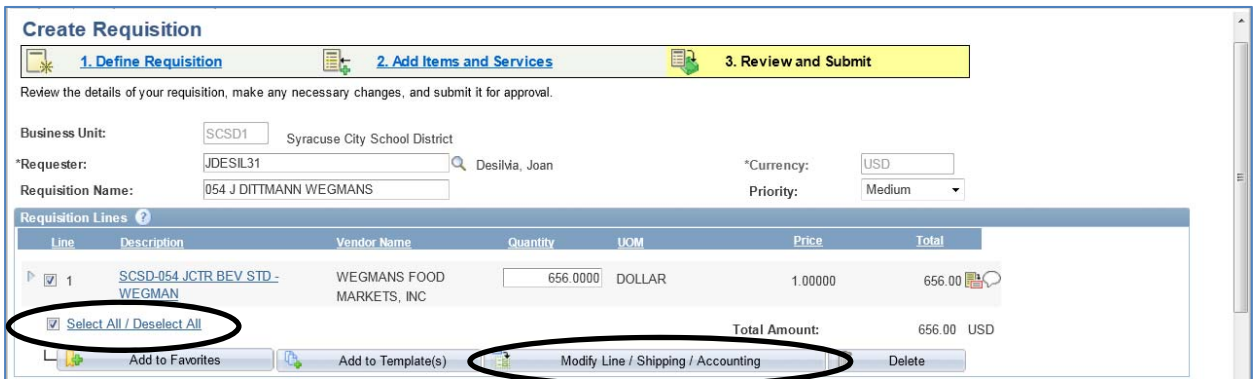 Create Requisition
1. Define Requisition 2. Add Items and Services 3. Review and Submit
Review the details of your requisition, make any necessary changes, and submit it for approval.
Business Unit: SCSD1 Syracuse City School District
*Requester: JDESIL31 Desilvia, Joan *Currency: USD
Requisition Name: 054 J DITTMANN WEGMANS Priority: Medium
Requisition Lines ?
Line Description Vendor Name Quantity UOM Price Total
1 SCSD-054 JCTR BEV STD - WEGMANS FOOD 656.0000 DOLLAR 1.00000 656.00
WEGMAN MARKETS, INC
Select All / Deselect All Total Amount: 656.00 USD
Add to Favorites Add to Template(s) Modify Line / Shipping / Accounting Delete